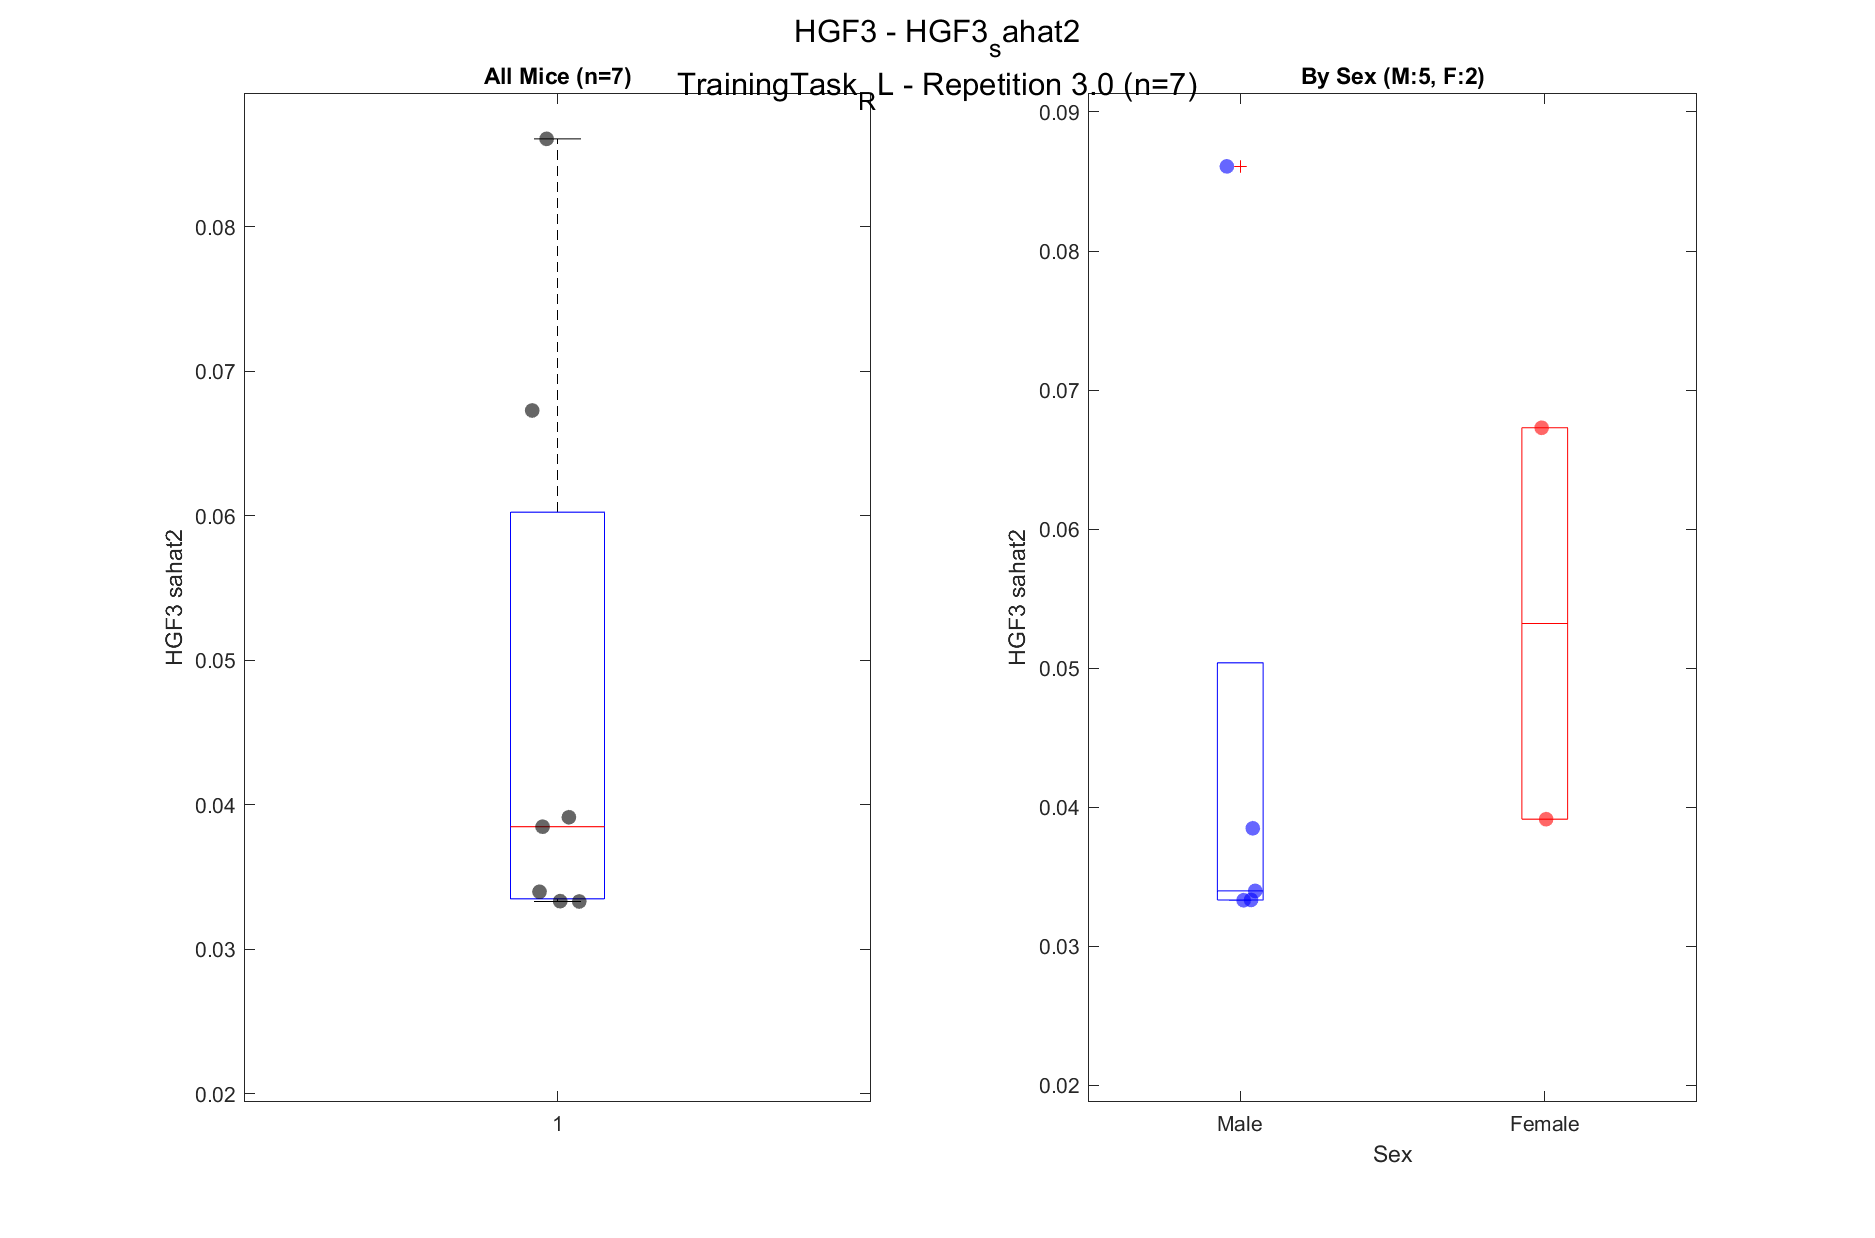 HGF3 - HGF3sahat2
TrainingTaskRL - Repetition 3.0 (n=7)
All Mice (n=7)
0.08
0.07
0.06
0.05
0.04
0.03
0.02
HGF3 sahat2
1
By Sex (M:5, F:2)
0.09
0.08
0.07
0.06
0.05
0.04
0.03
0.02
HGF3 sahat2
Male Female
Sex